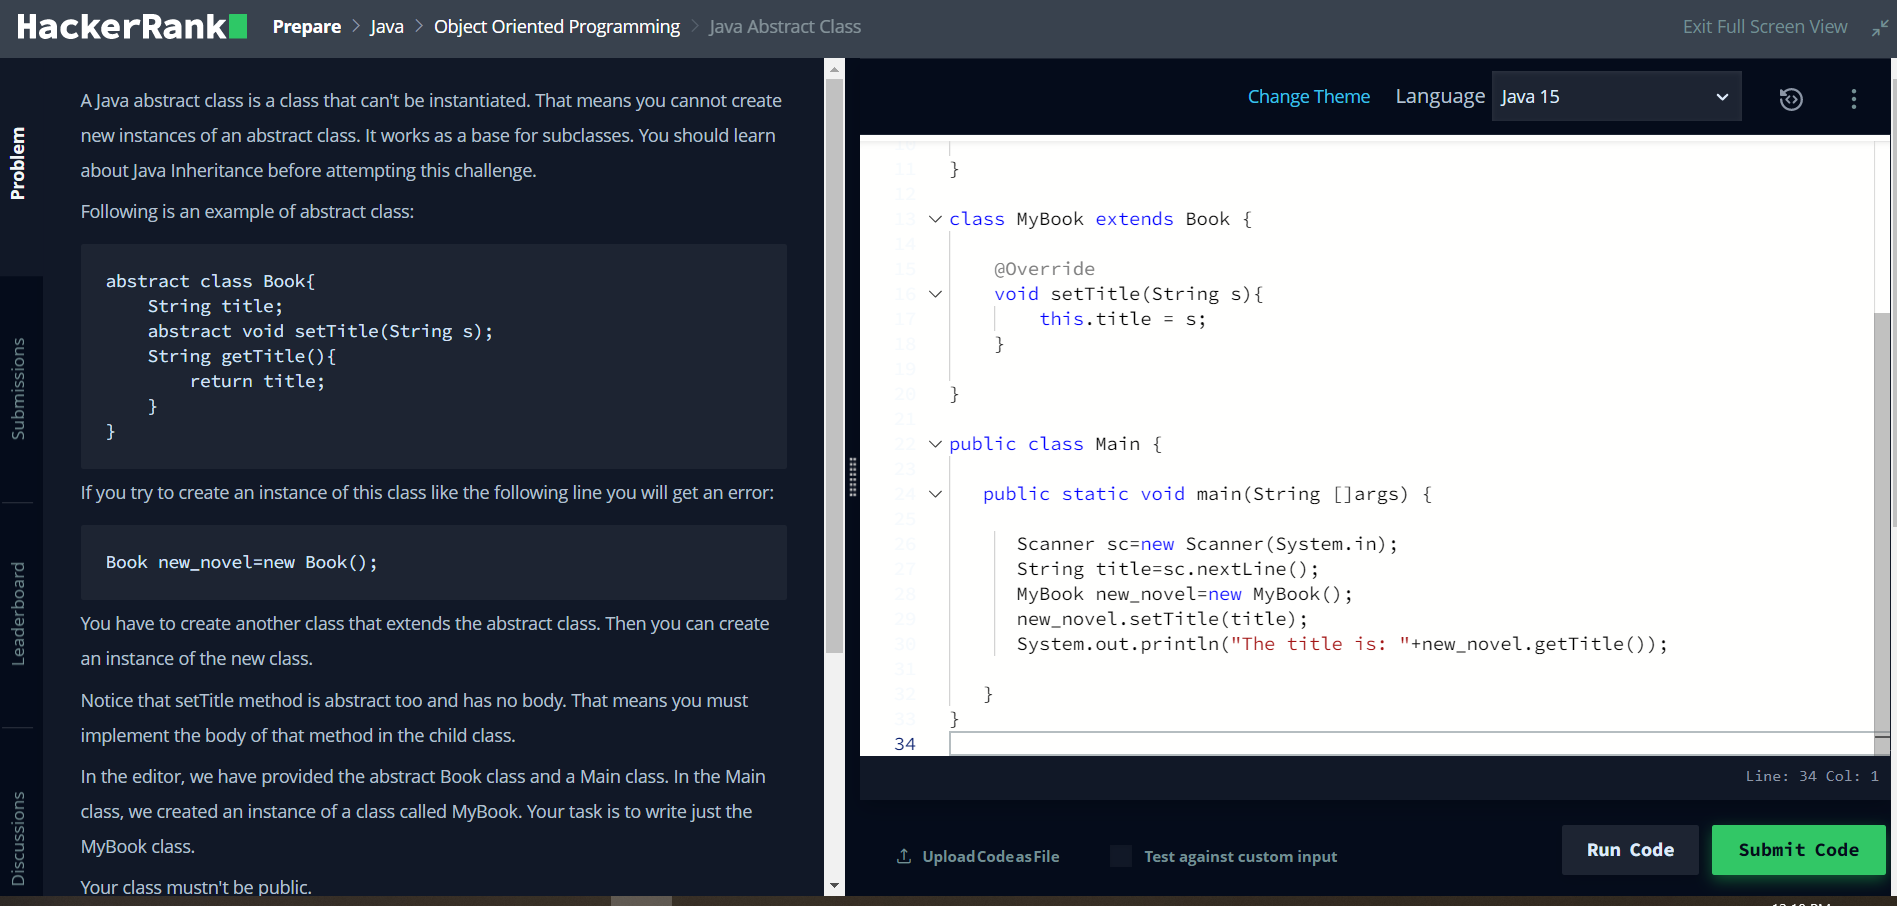 HackerRank
Prepare > Java > Object Oriented Programming > Java Abstract Class
Exit Full Screen View
Problem
Submissions
Leaderboard
Discussions
A Java abstract class is a class that can't be instantiated. That means you cannot create
new instances of an abstract class. It works as a base for subclasses. You should learn
about Java Inheritance before attempting this challenge.
Following is an example of abstract class:
abstract class Book{
    String title;
    abstract void setTitle(String s);
    String getTitle(){
        return title;
    }
}
If you try to create an instance of this class like the following line you will get an error:
Book new_novel=new Book();
You have to create another class that extends the abstract class. Then you can create
an instance of the new class.
Notice that setTitle method is abstract too and has no body. That means you must
implement the body of that method in the child class.
In the editor, we have provided the abstract Book class and a Main class. In the Main
class, we created an instance of a class called MyBook. Your task is to write just the
MyBook class.
Your class mustn't be public.
Change Theme Language Java 15
11 }
12
13 class MyBook extends Book {
14
15     @Override
16     void setTitle(String s){
17         this.title = s;
18     }
19
20 }
21
22 public class Main {
23
24    public static void main(String []args) {
25
26       Scanner sc=new Scanner(System.in);
27       String title=sc.nextLine();
28       MyBook new_novel=new MyBook();
29       new_novel.setTitle(title);
30       System.out.println("The title is: "+new_novel.getTitle());
31
32    }
33 }
34
Line: 34 Col: 1
Upload Code as File
Test against custom input
Run Code
Submit Code